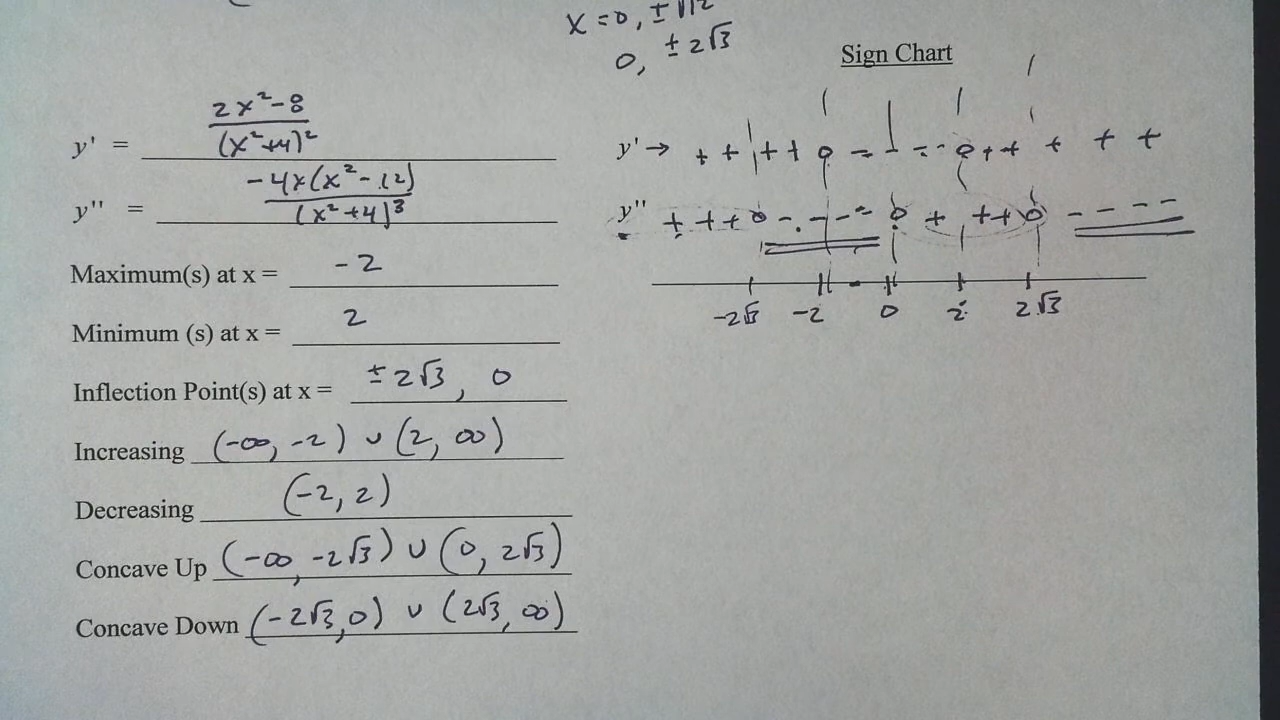 x = 0, ± √12
0, ± 2√3
Sign Chart
y' = (2x²-8)/(x²+4)²
y'' = -4x(x²-12)/(x²+4)³
Maximum(s) at x = -2
Minimum (s) at x = 2
Inflection Point(s) at x = ± 2√3, 0
Increasing (-∞, -2) ∪ (2, ∞)
Decreasing (-2, 2)
Concave Up (-∞, -2√3) ∪ (0, 2√3)
Concave Down (-2√3, 0) ∪ (2√3, ∞)
y' → + + + + 0 - - - - 0 + + + + +
y'' + + + 0 - - - - 0 + + + 0 - - - -
-2√3 -2 0 2 2√3